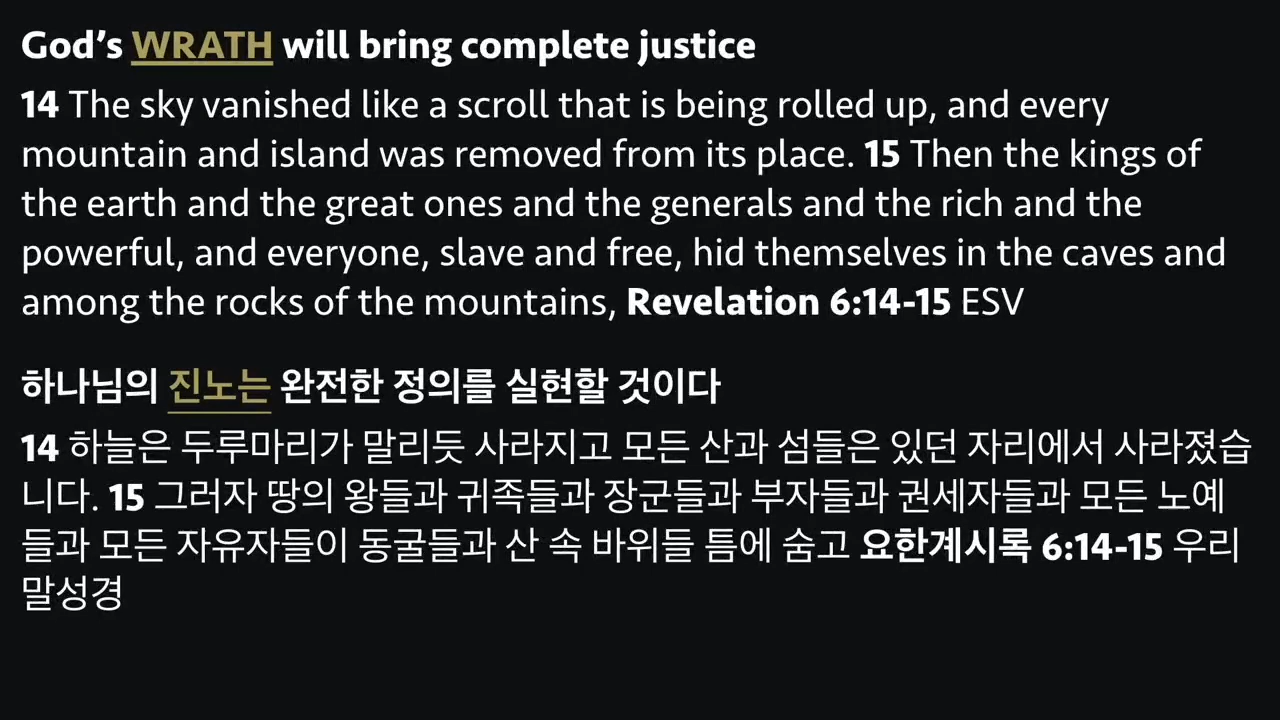 God’s WRATH will bring complete justice
14 The sky vanished like a scroll that is being rolled up, and every
mountain and island was removed from its place. 15 Then the kings of
the earth and the great ones and the generals and the rich and the
powerful, and everyone, slave and free, hid themselves in the caves and
among the rocks of the mountains, Revelation 6:14-15 ESV
하나님의 진노는 완전한 정의를 실현할 것이다
14 하늘은 두루마리가 말리듯 사라지고 모든 산과 섬들은 있던 자리에서 사라졌습
니다. 15 그러자 땅의 왕들과 귀족들과 장군들과 부자들과 권세자들과 모든 노예
들과 모든 자유자들이 동굴들과 산 속 바위들 틈에 숨고 요한계시록 6:14-15 우리
말성경